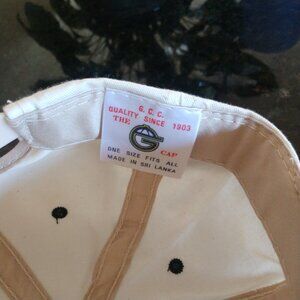 G. C. C.
QUALITY SINCE 1903
THE G CAP
ONE SIZE FITS ALL
MADE IN SRI LANKA